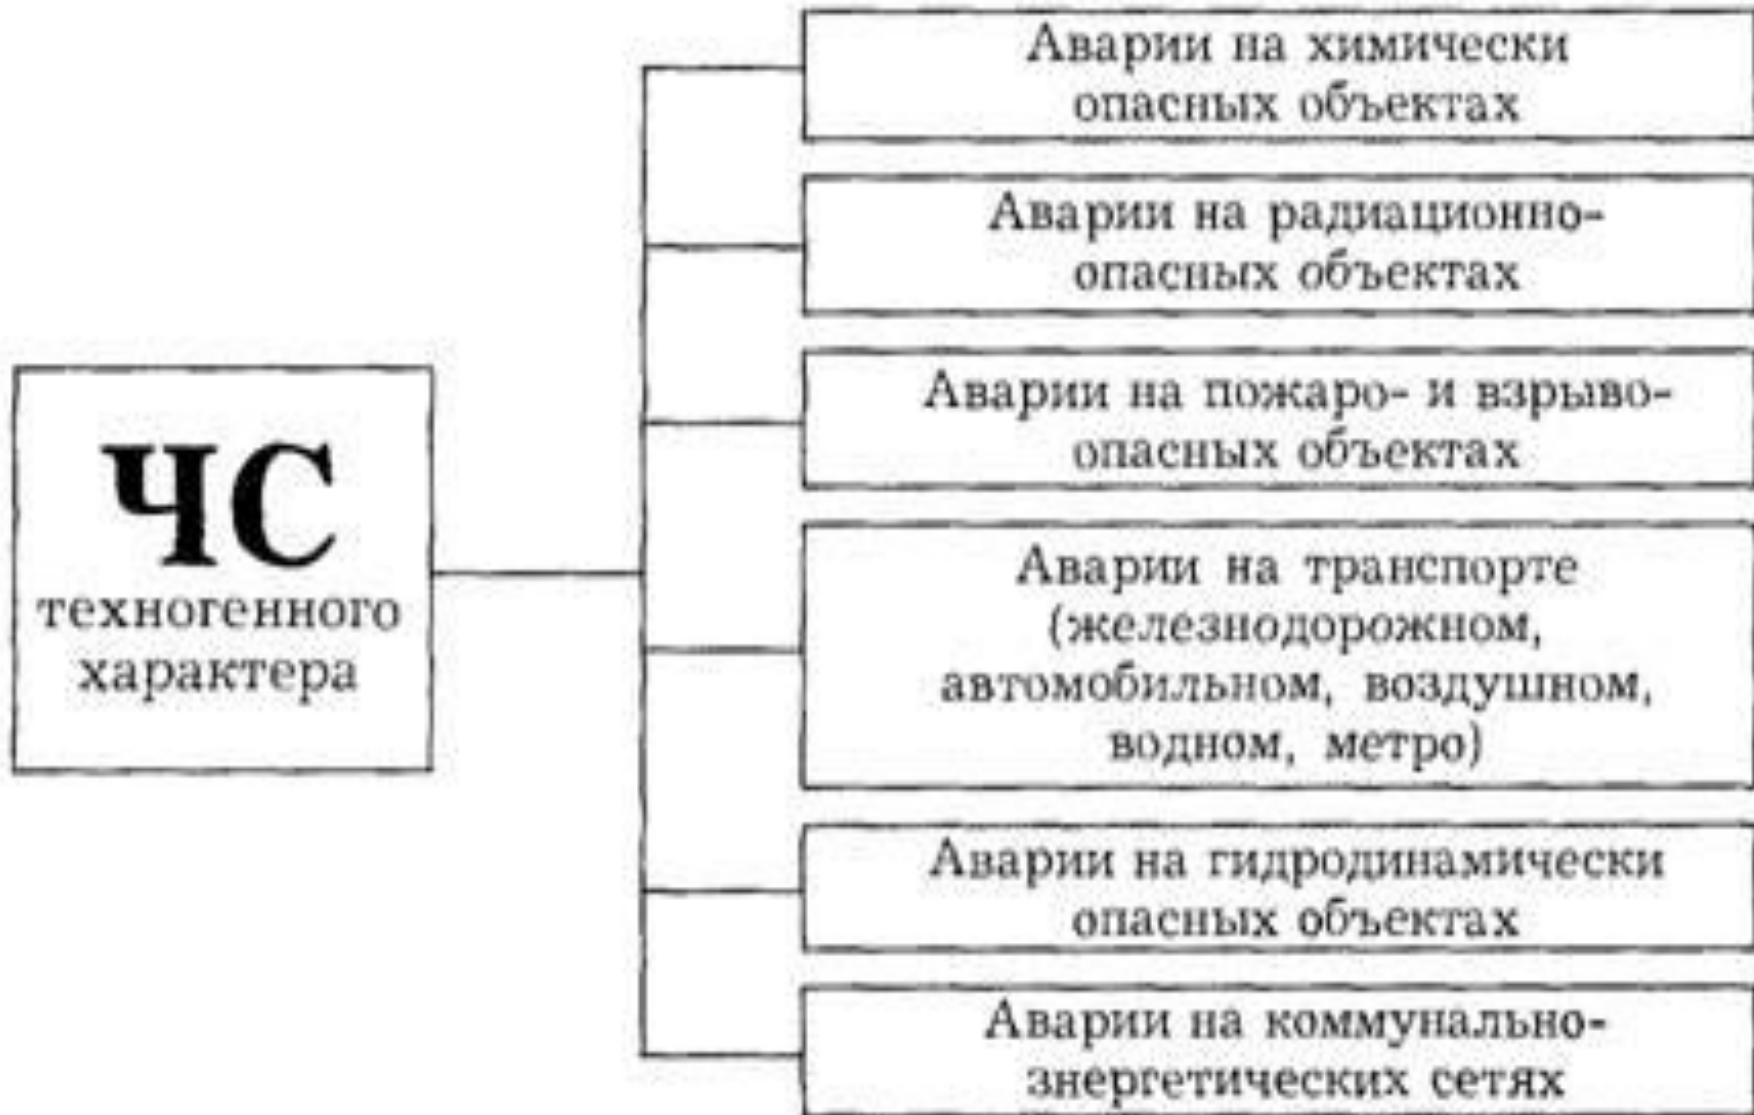 ЧС
техногенного
характера
Аварии на химически
опасных объектах
Аварии на радиационно-
опасных объектах
Аварии на пожаро- и взрыво-
опасных объектах
Аварии на транспорте
(железнодорожном,
автомобильном, воздушном,
водном, метро)
Аварии на гидродинамически
опасных объектах
Аварии на коммунально-
знергетических сетях